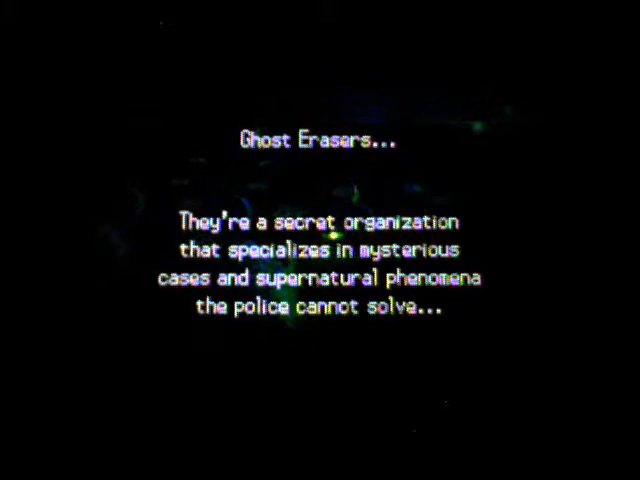 Ghost Erasers...
They're a secret organization
that specializes in mysterious
cases and supernatural phenomena
the police cannot solve...